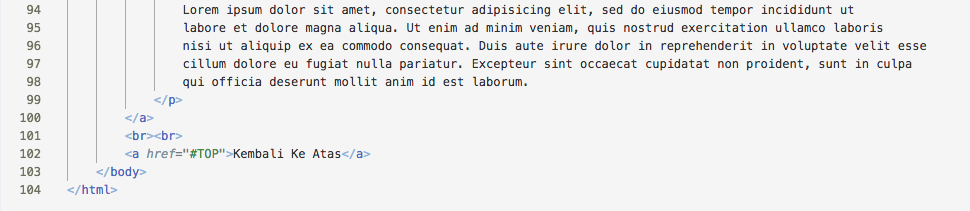 94 Lorem ipsum dolor sit amet, consectetur adipisicing elit, sed do eiusmod tempor incididunt ut
95 labore et dolore magna aliqua. Ut enim ad minim veniam, quis nostrud exercitation ullamco laboris
96 nisi ut aliquip ex ea commodo consequat. Duis aute irure dolor in reprehenderit in voluptate velit esse
97 cillum dolore eu fugiat nulla pariatur. Excepteur sint occaecat cupidatat non proident, sunt in culpa
98 qui officia deserunt mollit anim id est laborum.
99 </p>
100 </a>
101 <br><br>
102 <a href="#TOP">Kembali Ke Atas</a>
103 </body>
104 </html>